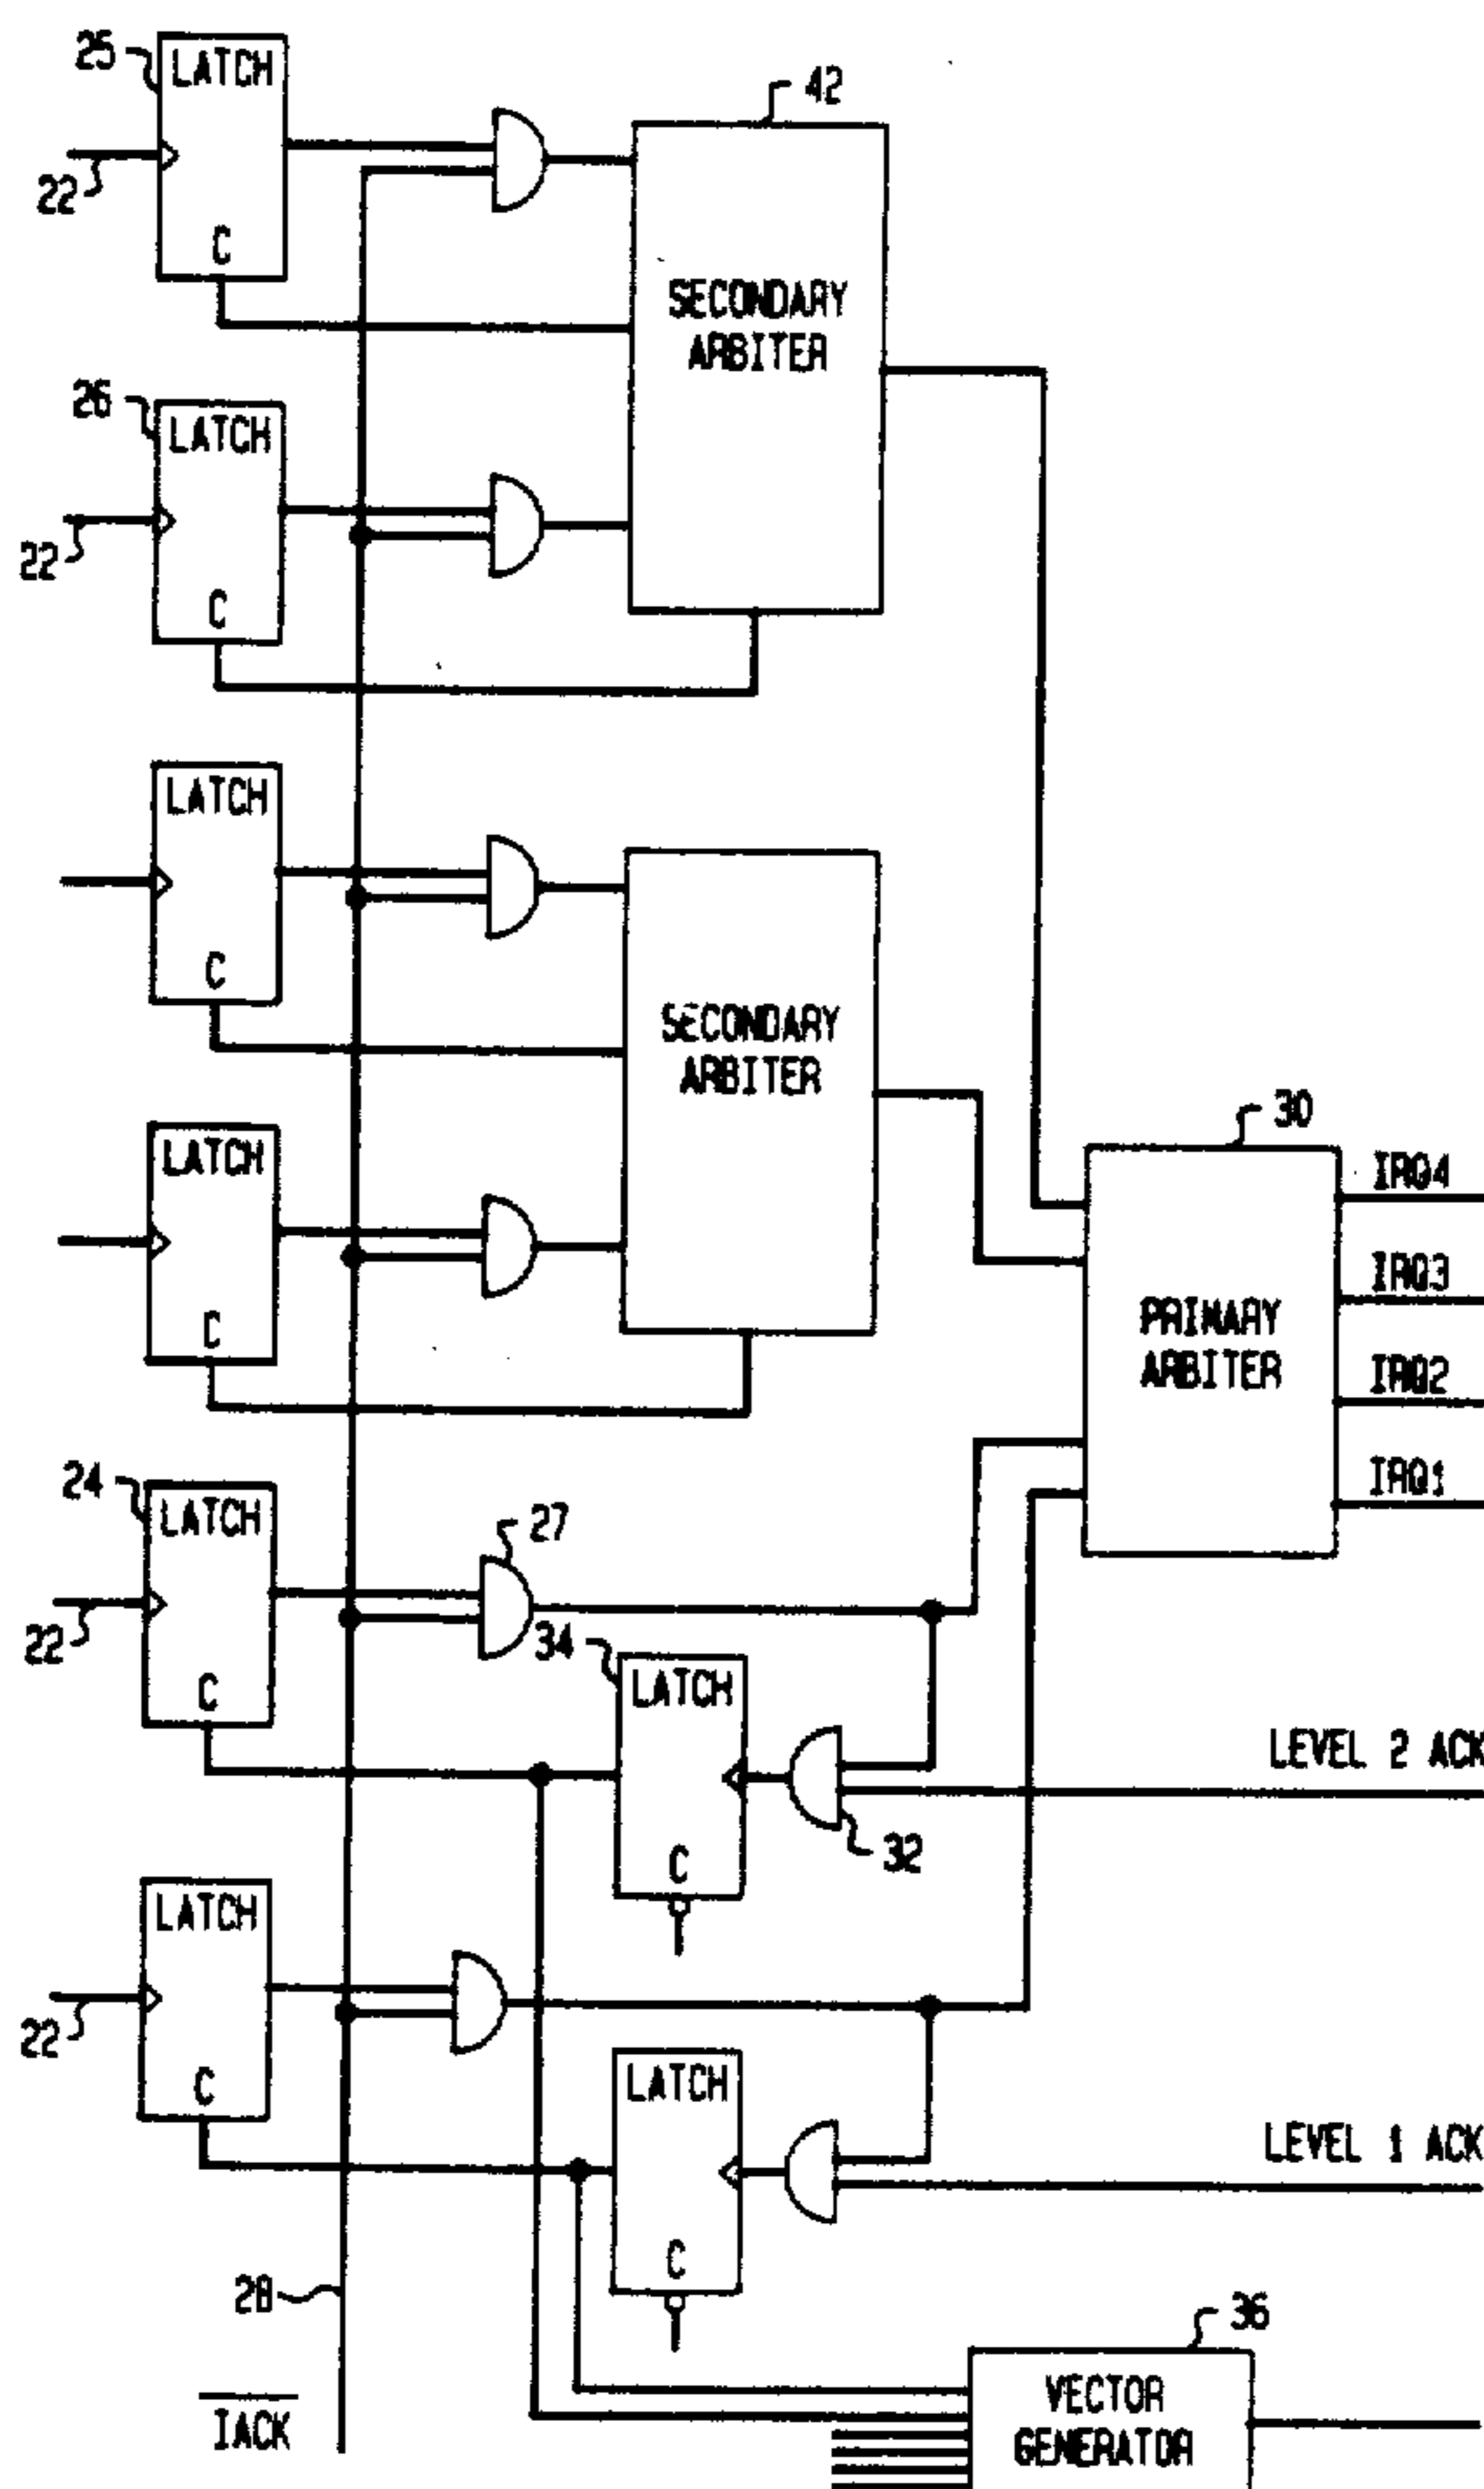 25
LATCH
42
22
C
SECONDARY
ARBITER
26
LATCH
22
C
LATCH
C
SECONDARY
ARBITER
30
LATCH
IRQ4
IRQ3
PRIMARY
ARBITER
C
IRQ2
24
IRQ1
LATCH
27
22
34
LATCH
C
LEVEL 2 ACK
32
C
LATCH
22
LATCH
C
LEVEL 1 ACK
C
28
36
IACK
VECTOR
GENERATOR